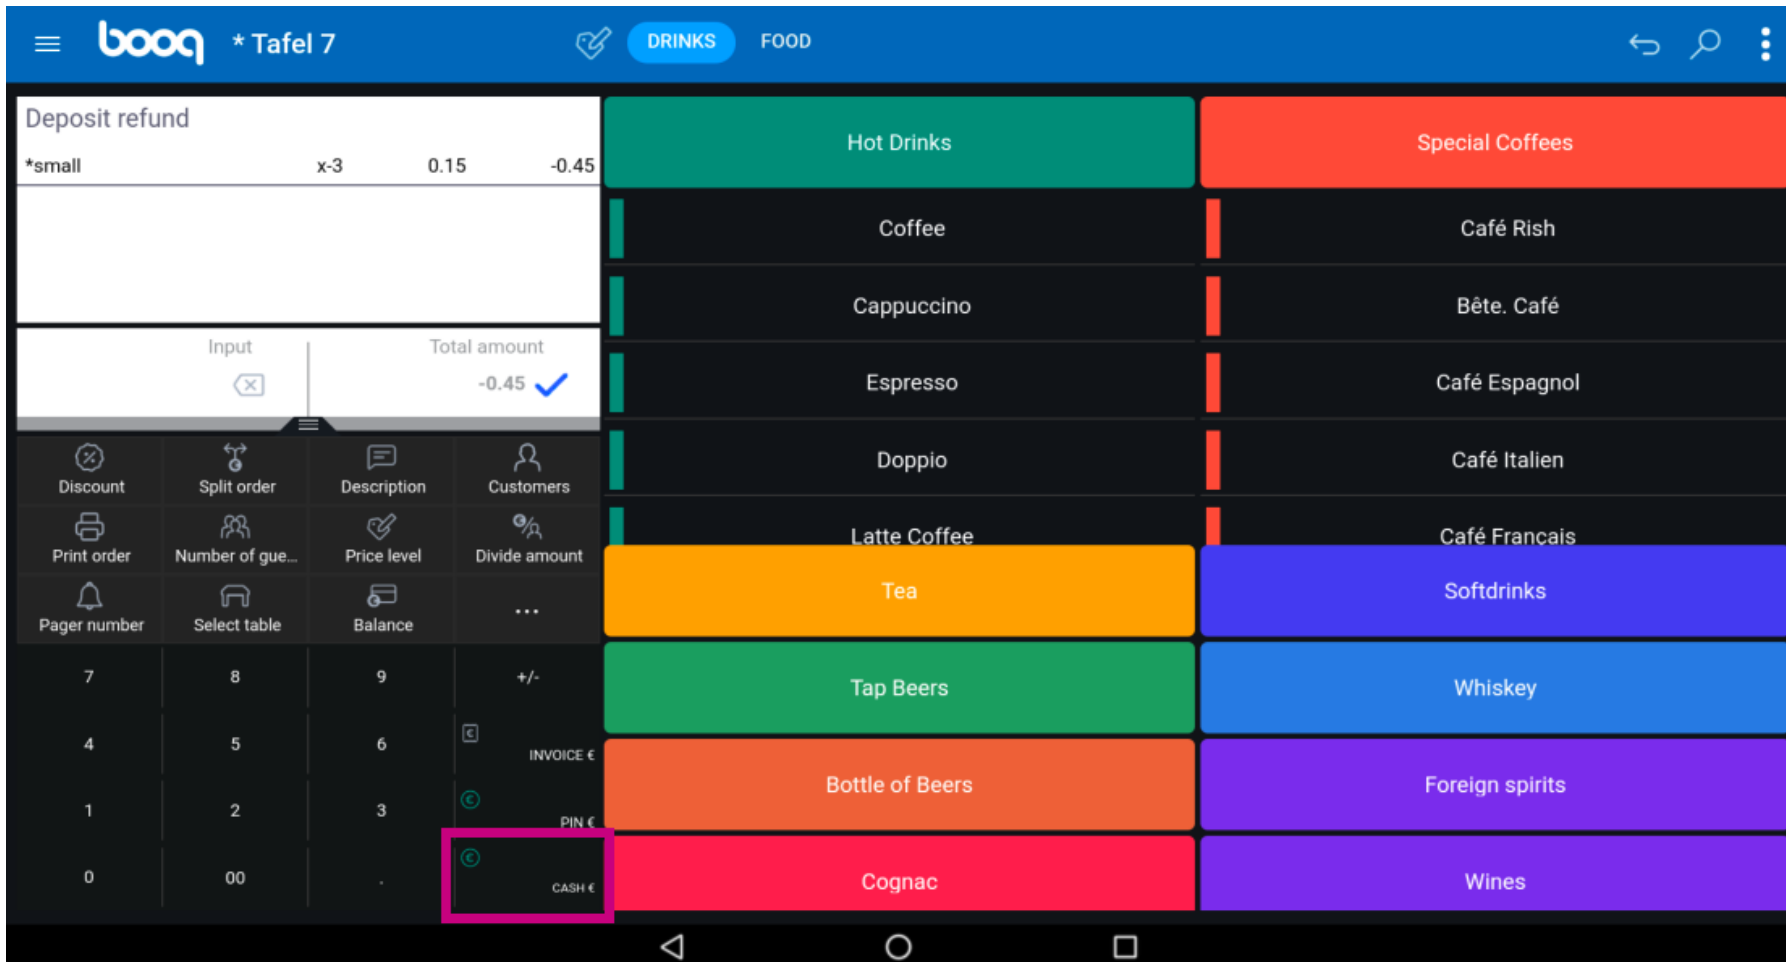 booq * Tafel 7 DRINKS FOOD
Deposit refund
*small x-3 0.15 -0.45
Input Total amount
-0.45
Discount Split order Description Customers
Print order Number of gue... Price level Divide amount
Pager number Select table Balance ...
7 8 9 +/-
4 5 6 INVOICE €
1 2 3 PIN €
0 00 . CASH €
Hot Drinks
Coffee
Cappuccino
Espresso
Doppio
Latte Coffee
Special Coffees
Café Rish
Bête. Café
Café Espagnol
Café Italien
Café Français
Tea Softdrinks
Tap Beers Whiskey
Bottle of Beers Foreign spirits
Cognac Wines